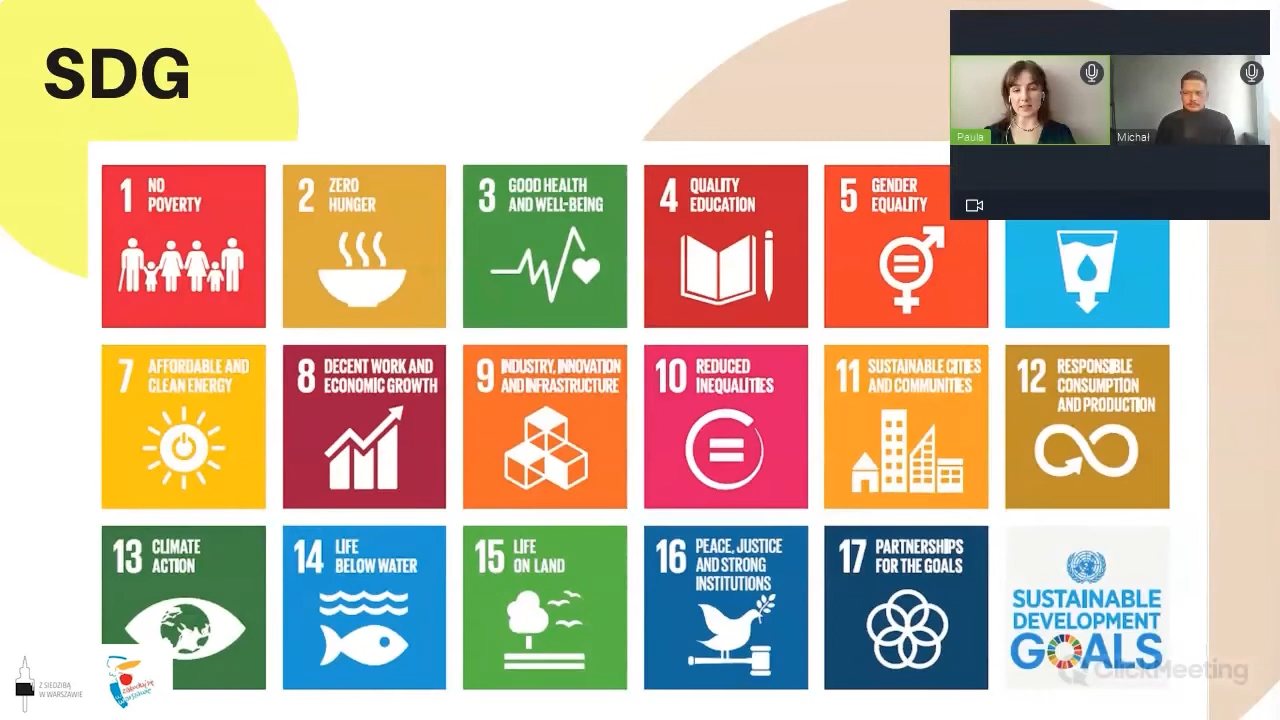 SDG
Paula
Michał
1 NO
POVERTY
2 ZERO
HUNGER
3 GOOD HEALTH
AND WELL-BEING
4 QUALITY
EDUCATION
5 GENDER
EQUALITY
7 AFFORDABLE AND
CLEAN ENERGY
8 DECENT WORK AND
ECONOMIC GROWTH
9 INDUSTRY, INNOVATION
AND INFRASTRUCTURE
10 REDUCED
INEQUALITIES
11 SUSTAINABLE CITIES
AND COMMUNITIES
12 RESPONSIBLE
CONSUMPTION
AND PRODUCTION
13 CLIMATE
ACTION
14 LIFE
BELOW WATER
15 LIFE
ON LAND
16 PEACE, JUSTICE
AND STRONG
INSTITUTIONS
17 PARTNERSHIPS
FOR THE GOALS
SUSTAINABLE
DEVELOPMENT
GOALS
ClickMeeting
Z SIEDZIBĄ
W WARSZAWIE